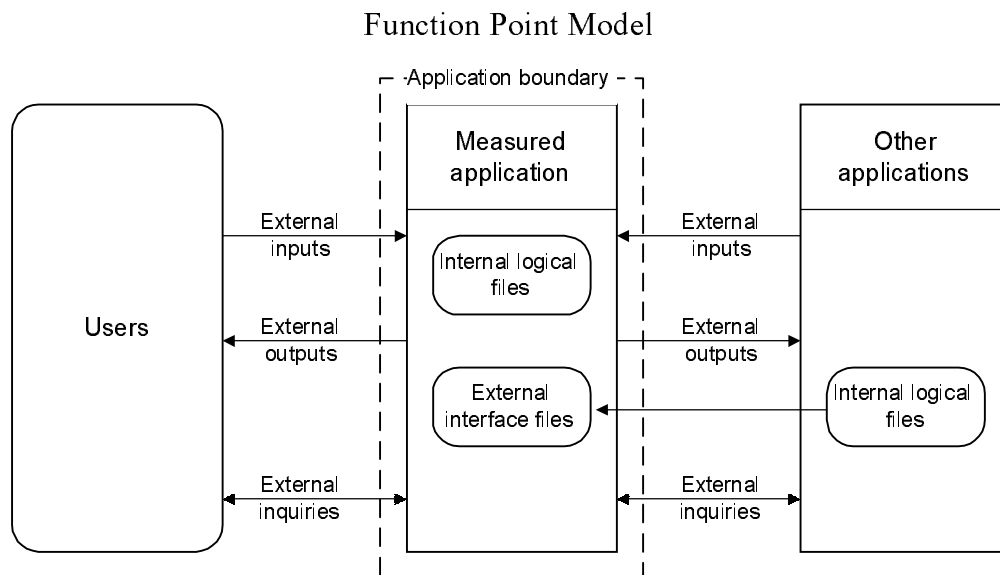 Function Point Model
Application boundary
Measured
application
Other
applications
Users
External
inputs
External
inputs
Internal logical
files
External
outputs
External
outputs
External
interface files
Internal logical
files
External
inquiries
External
inquiries